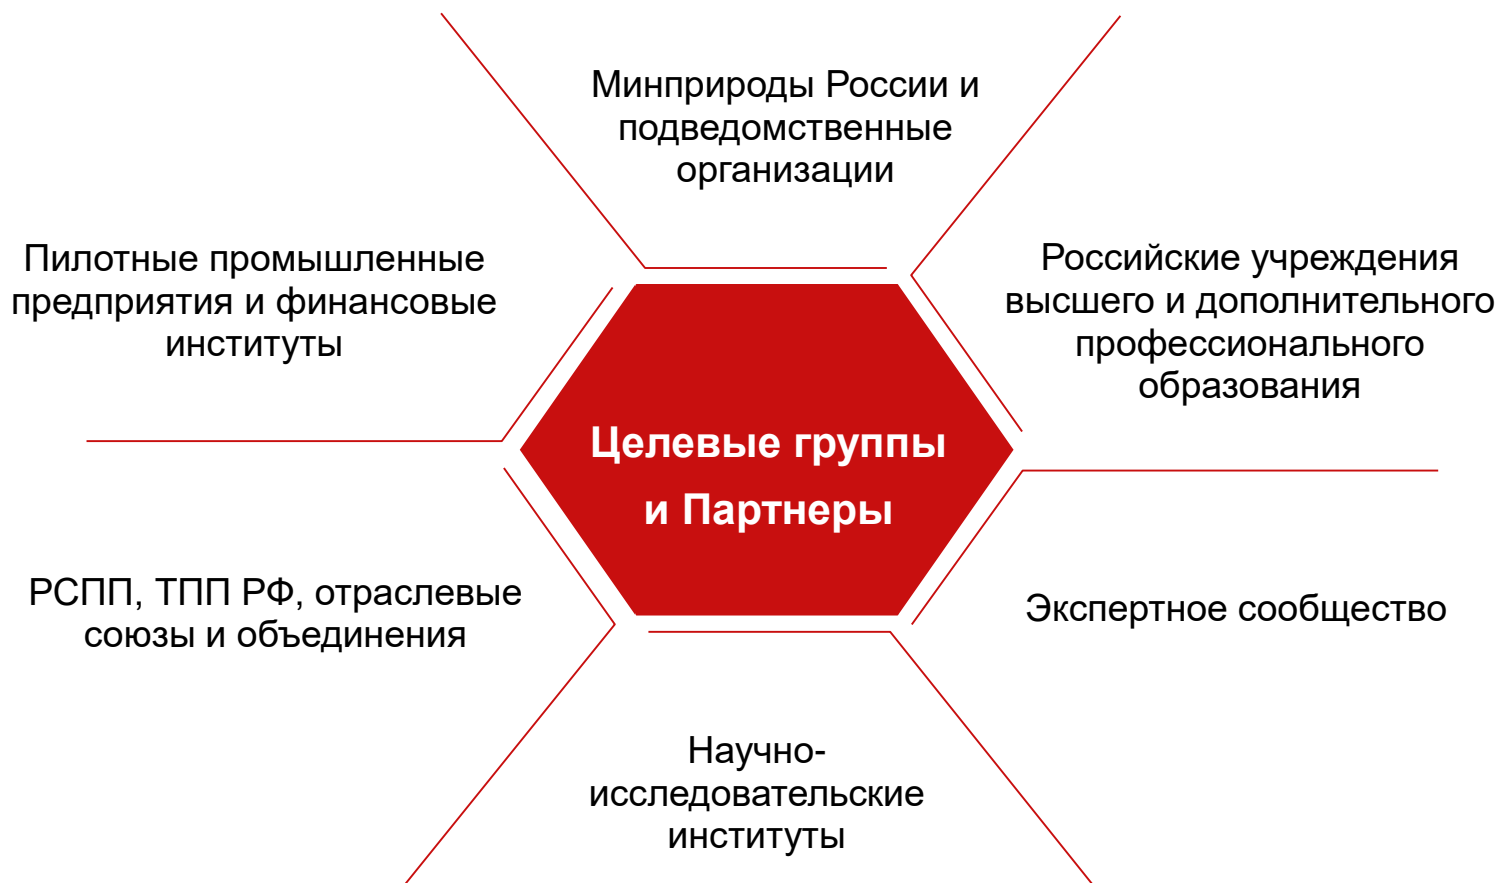 Минприроды России и
подведомственные
организации
Пилотные промышленные
предприятия и финансовые
институты
Российские учреждения
высшего и дополнительного
профессионального
образования
Целевые группы
и Партнеры
РСПП, ТПП РФ, отраслевые
союзы и объединения
Экспертное сообщество
Научно-
исследовательские
институты